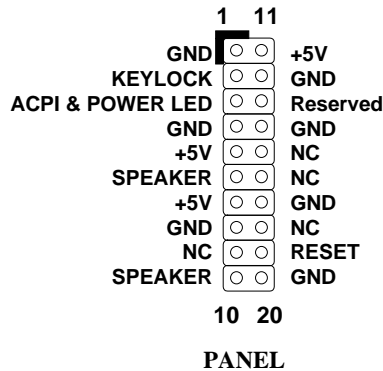 1 11
GND +5V
KEYLOCK GND
ACPI & POWER LED Reserved
GND GND
+5V NC
SPEAKER NC
+5V GND
GND NC
NC RESET
SPEAKER GND
10 20
PANEL